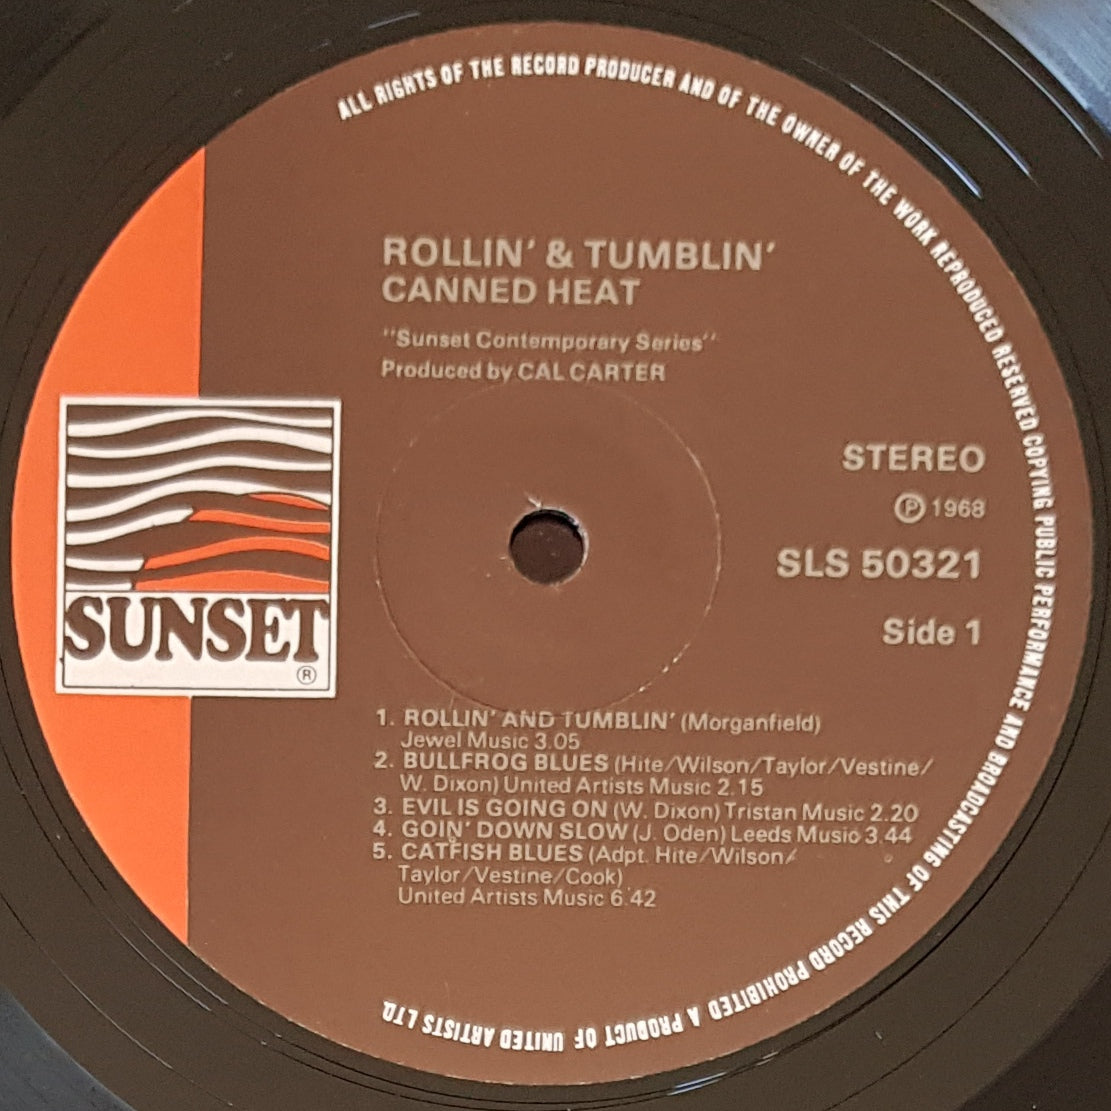 ALL RIGHTS OF THE RECORD PRODUCER AND OF THE OWNER OF THE WORK REPRODUCED RESERVED COPYING PUBLIC PERFORMANCE AND BROADCASTING OF THIS RECORD PROHIBITED A PRODUCT OF UNITED ARTISTS LTD.
ROLLIN' & TUMBLIN'
CANNED HEAT
"Sunset Contemporary Series"
Produced by CAL CARTER
STEREO
Ⓟ 1968
SLS 50321
Side 1
SUNSET
®
1. ROLLIN' AND TUMBLIN' (Morganfield)
Jewel Music 3.05
2. BULLFROG BLUES (Hite/Wilson/Taylor/Vestine/
W. Dixon) United Artists Music 2.15
3. EVIL IS GOING ON (W. Dixon) Tristan Music 2.20
4. GOIN' DOWN SLOW (J. Oden) Leeds Music 3.44
5. CATFISH BLUES (Adpt. Hite/Wilson/
Taylor/Vestine/Cook)
United Artists Music 6.42